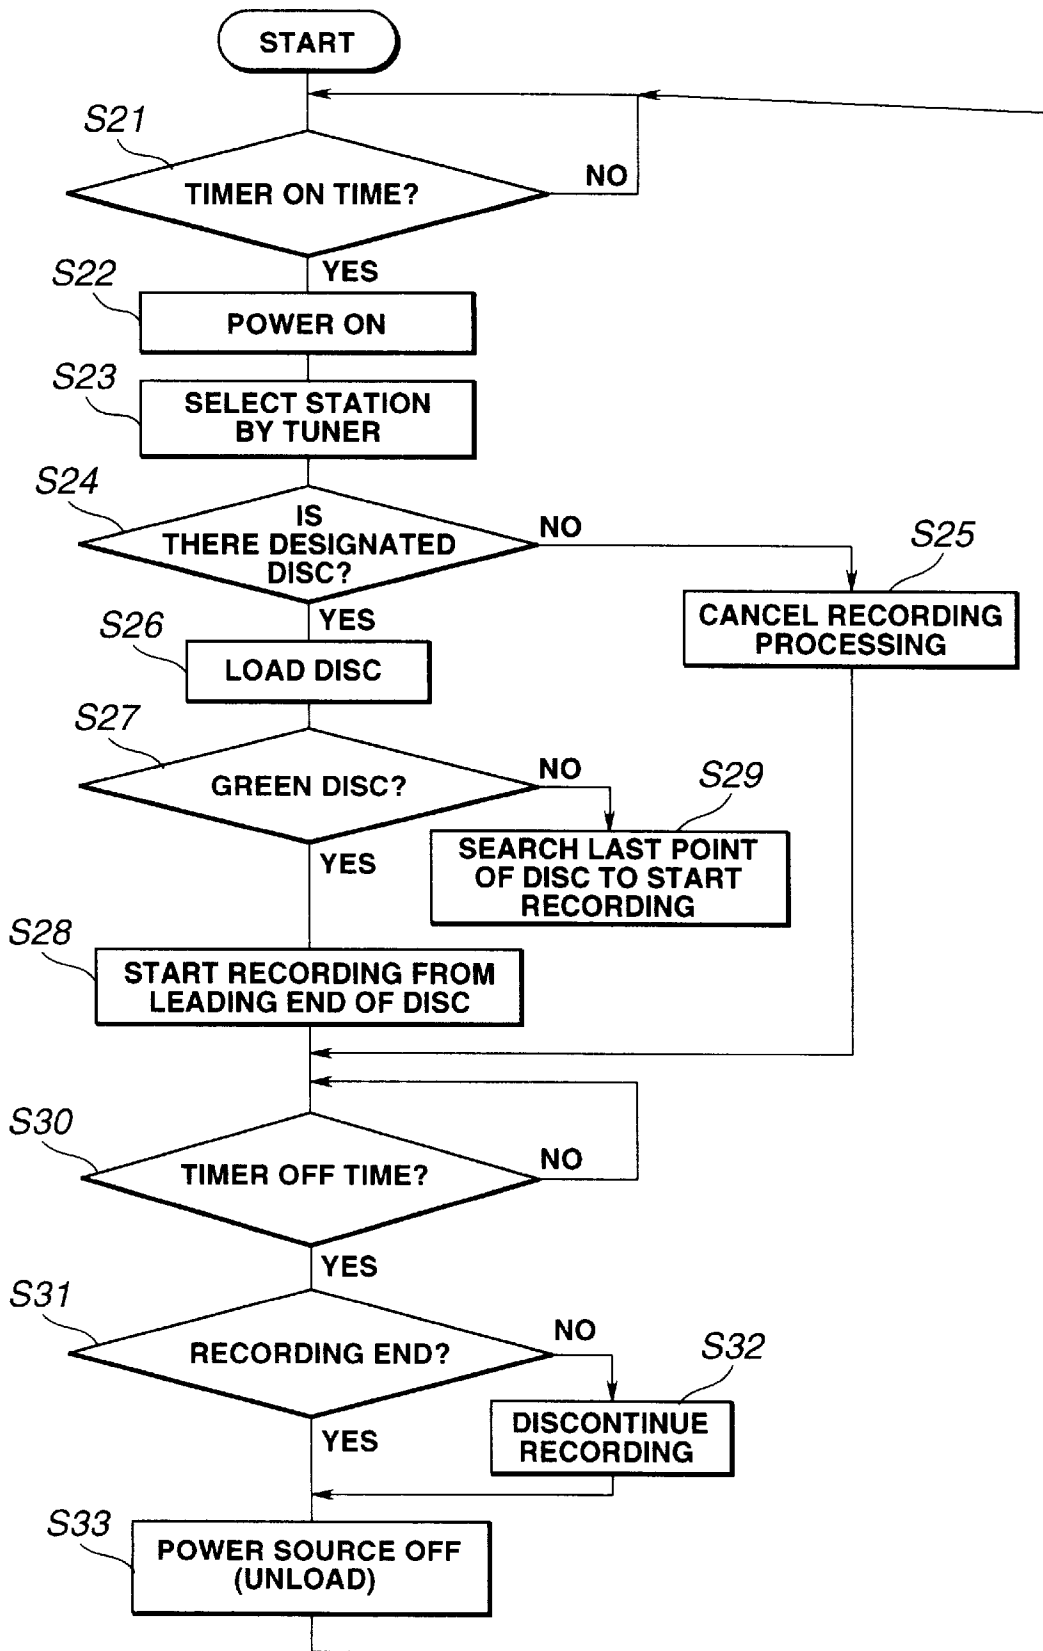 START
S21
TIMER ON TIME?
NO
YES
S22
POWER ON
S23
SELECT STATION
BY TUNER
S24
IS
THERE DESIGNATED
DISC?
NO
S25
CANCEL RECORDING
PROCESSING
YES
S26
LOAD DISC
S27
GREEN DISC?
NO
S29
SEARCH LAST POINT
OF DISC TO START
RECORDING
YES
S28
START RECORDING FROM
LEADING END OF DISC
S30
TIMER OFF TIME?
NO
YES
S31
RECORDING END?
NO
S32
DISCONTINUE
RECORDING
YES
S33
POWER SOURCE OFF
(UNLOAD)